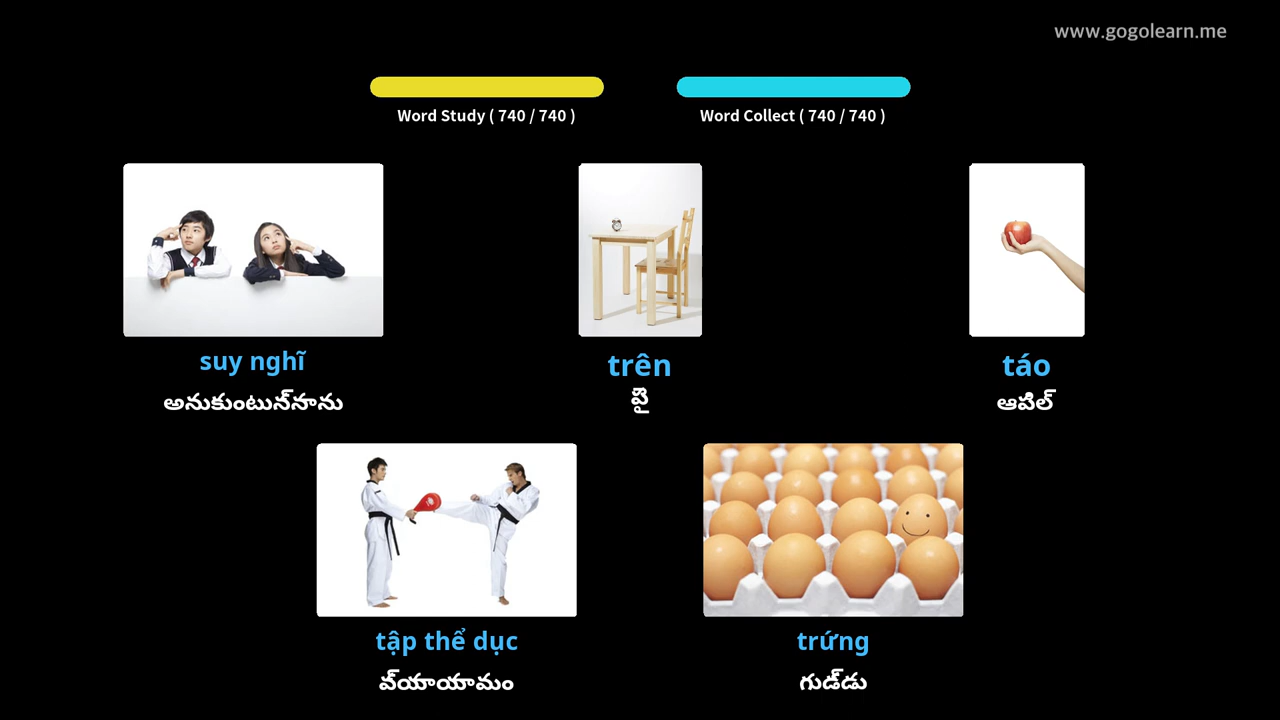 www.gogolearn.me
Word Study ( 740 / 740 )
Word Collect ( 740 / 740 )
suy nghĩ
అనుకుంటున్నాను
trên
పై
táo
ఆపిల్
tập thể dục
వ్యాయామం
trứng
గుడ్డు